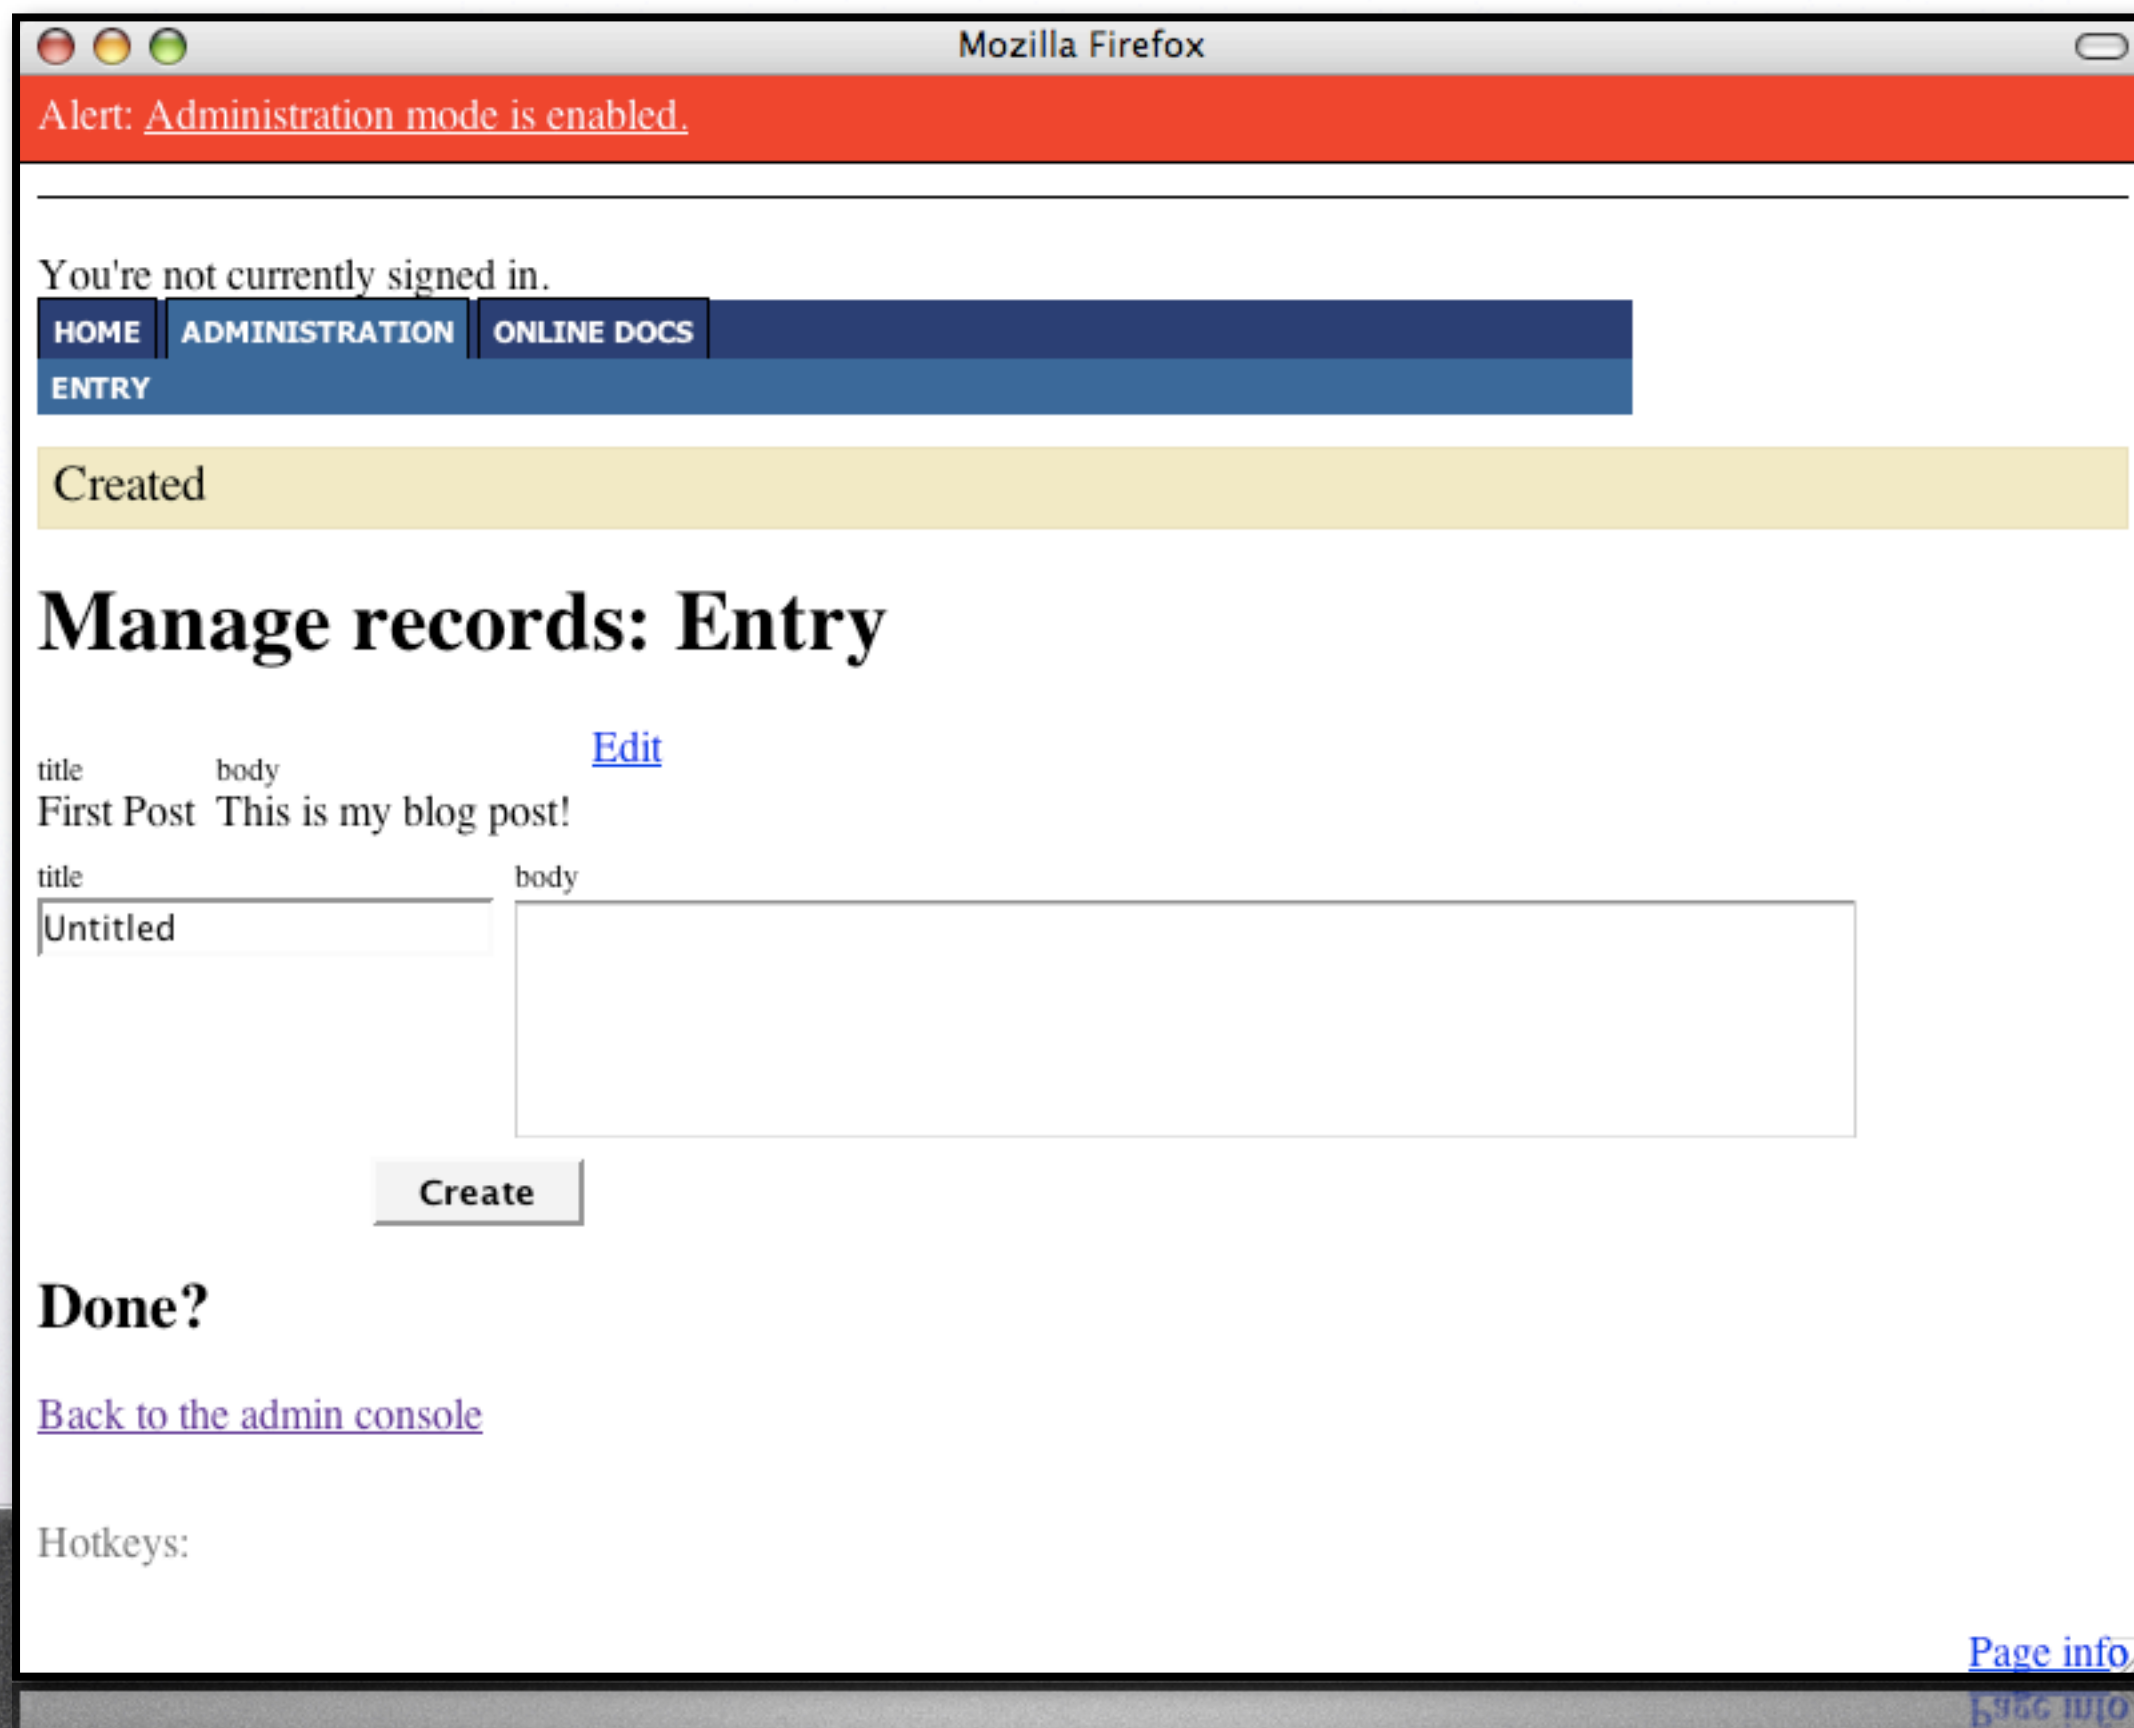 Mozilla Firefox
Alert: Administration mode is enabled.
You're not currently signed in.
HOME ADMINISTRATION ONLINE DOCS
ENTRY
Created
Manage records: Entry
Edit
title body
First Post This is my blog post!
title body
Untitled
Create
Done?
Back to the admin console
Hotkeys:
Page info